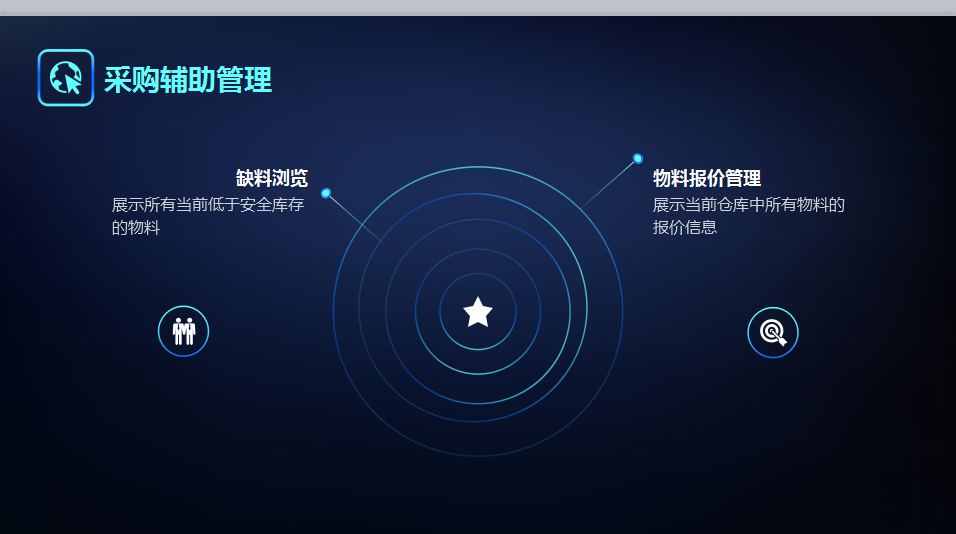 采购辅助管理
缺料浏览
展示所有当前低于安全库存
的物料
物料报价管理
展示当前仓库中所有物料的
报价信息